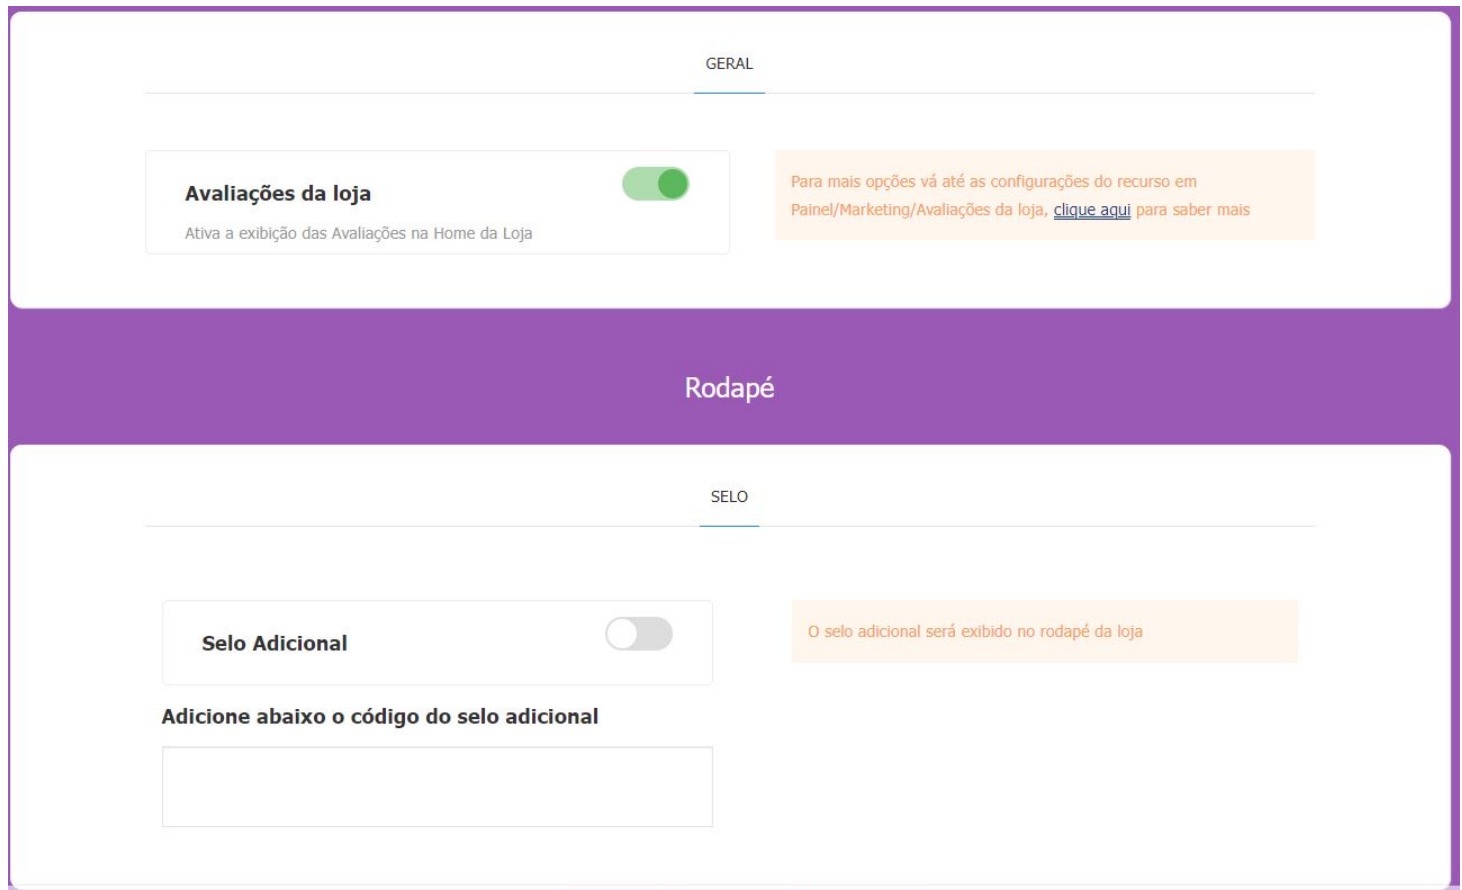 GERAL
Avaliações da loja
Ativa a exibição das Avaliações na Home da Loja
Para mais opções vá até as configurações do recurso em
Painel/Marketing/Avaliações da loja, clique aqui para saber mais
Rodapé
SELO
Selo Adicional
O selo adicional será exibido no rodapé da loja
Adicione abaixo o código do selo adicional